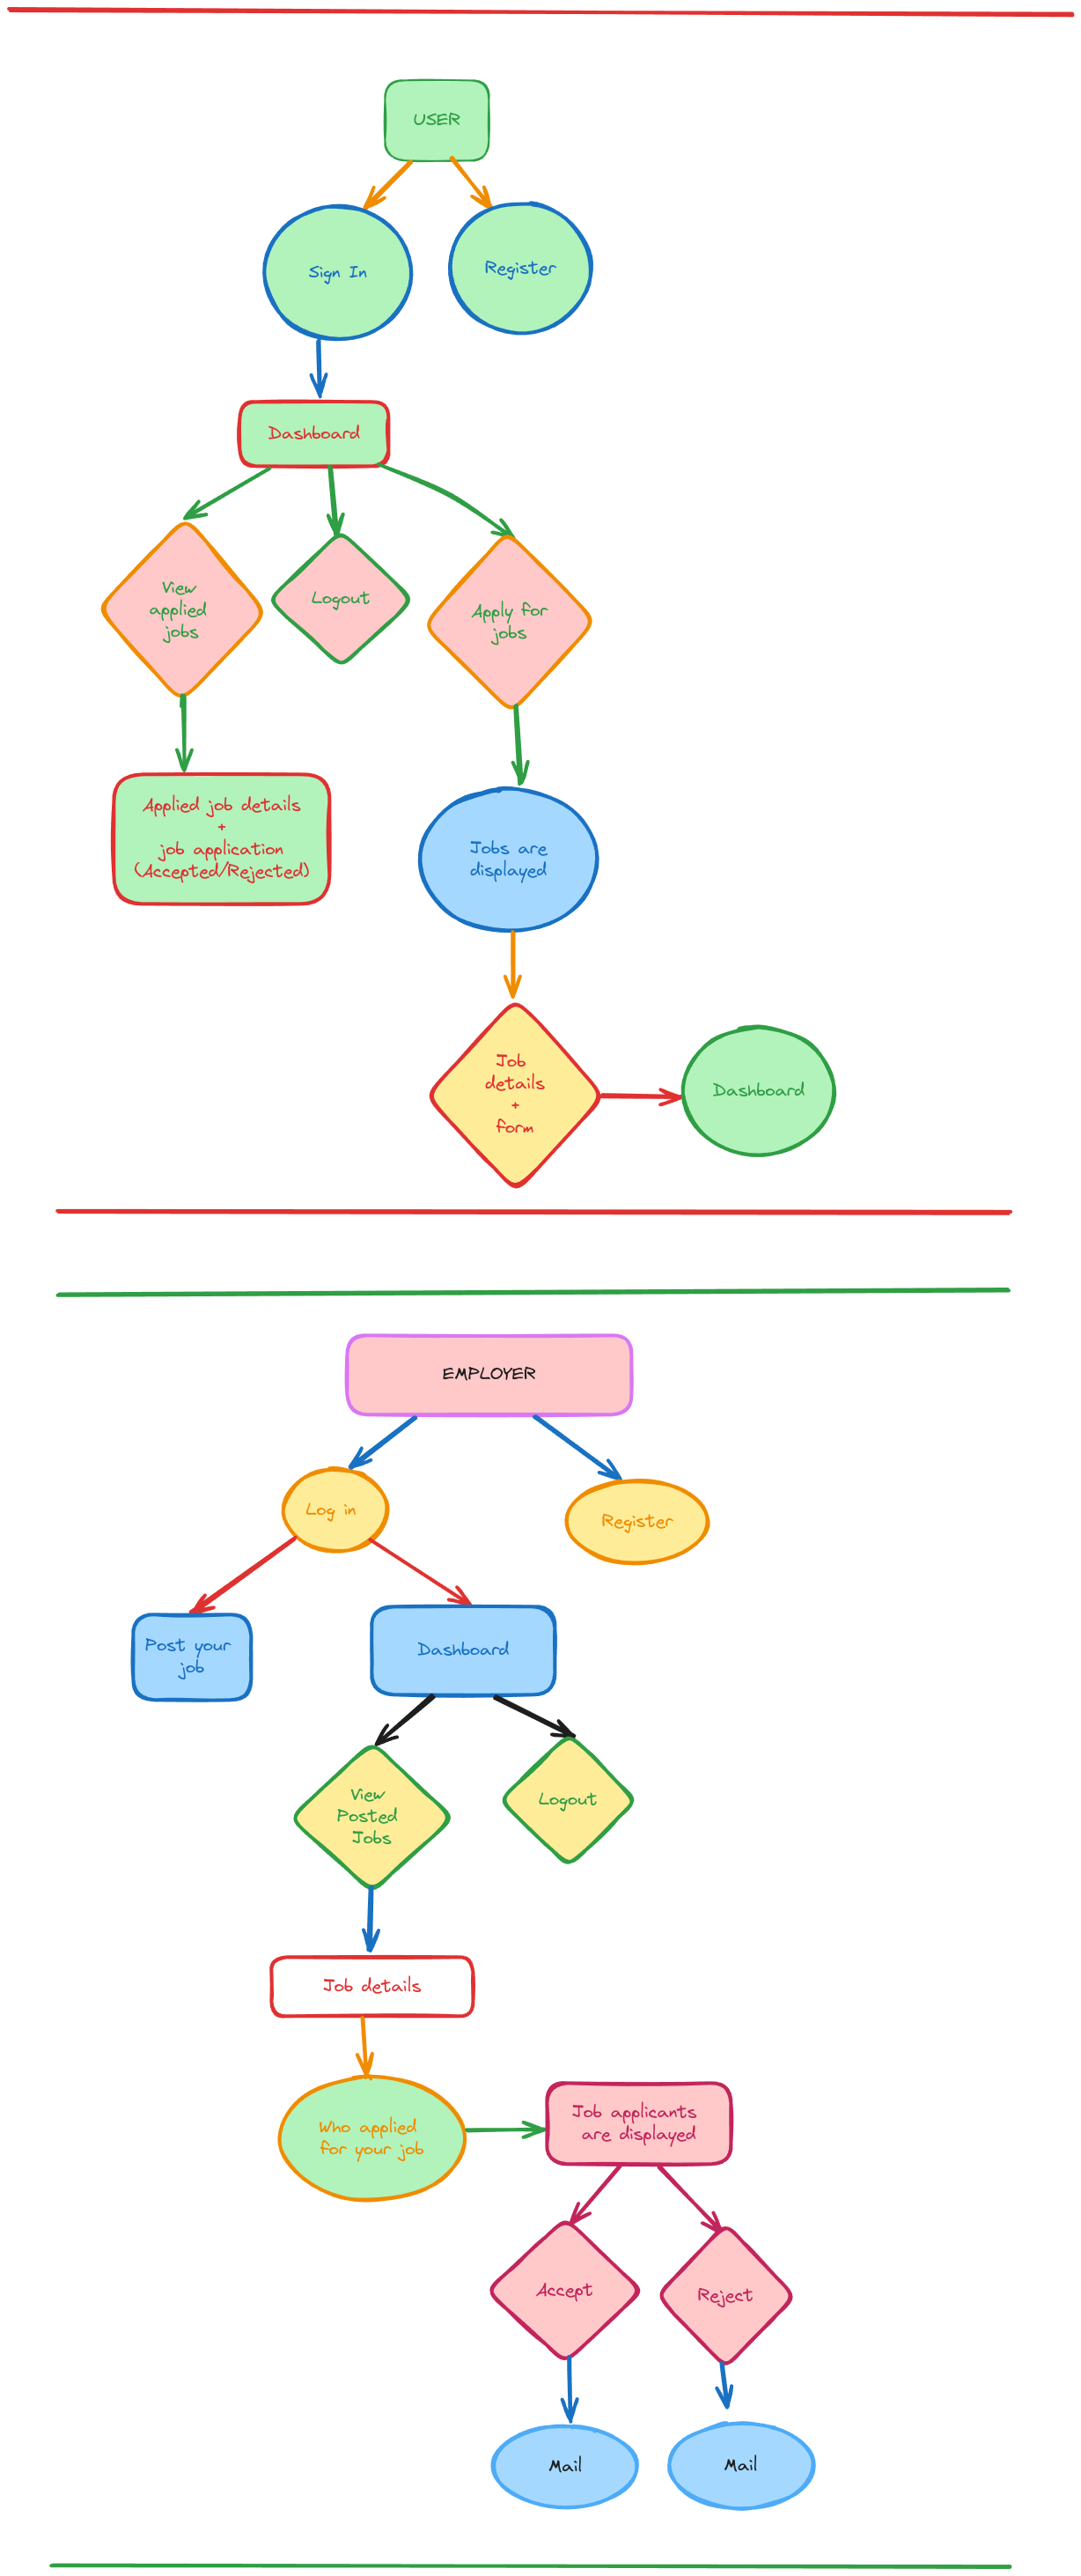 USER
Sign In
Register
Dashboard
View
applied
jobs
Logout
Apply for
jobs
Applied job details
+
job application
(Accepted/Rejected)
Jobs are
displayed
Job
details
+
form
Dashboard
EMPLOYER
Log in
Register
Post your
job
Dashboard
View
Posted
Jobs
Logout
Job details
Who applied
for your job
Job applicants
are displayed
Accept
Reject
Mail
Mail